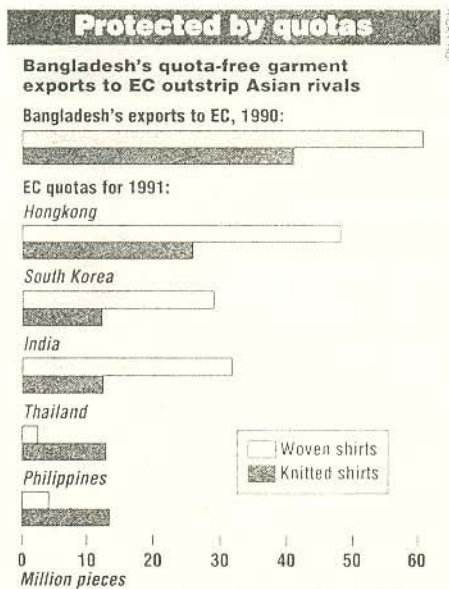 Protected by quotas
Bangladesh's quota-free garment
exports to EC outstrip Asian rivals
Bangladesh's exports to EC, 1990:
EC quotas for 1991:
Hongkong
South Korea
India
Thailand
Woven shirts
Knitted shirts
Philippines
0 10 20 30 40 50 60
Million pieces